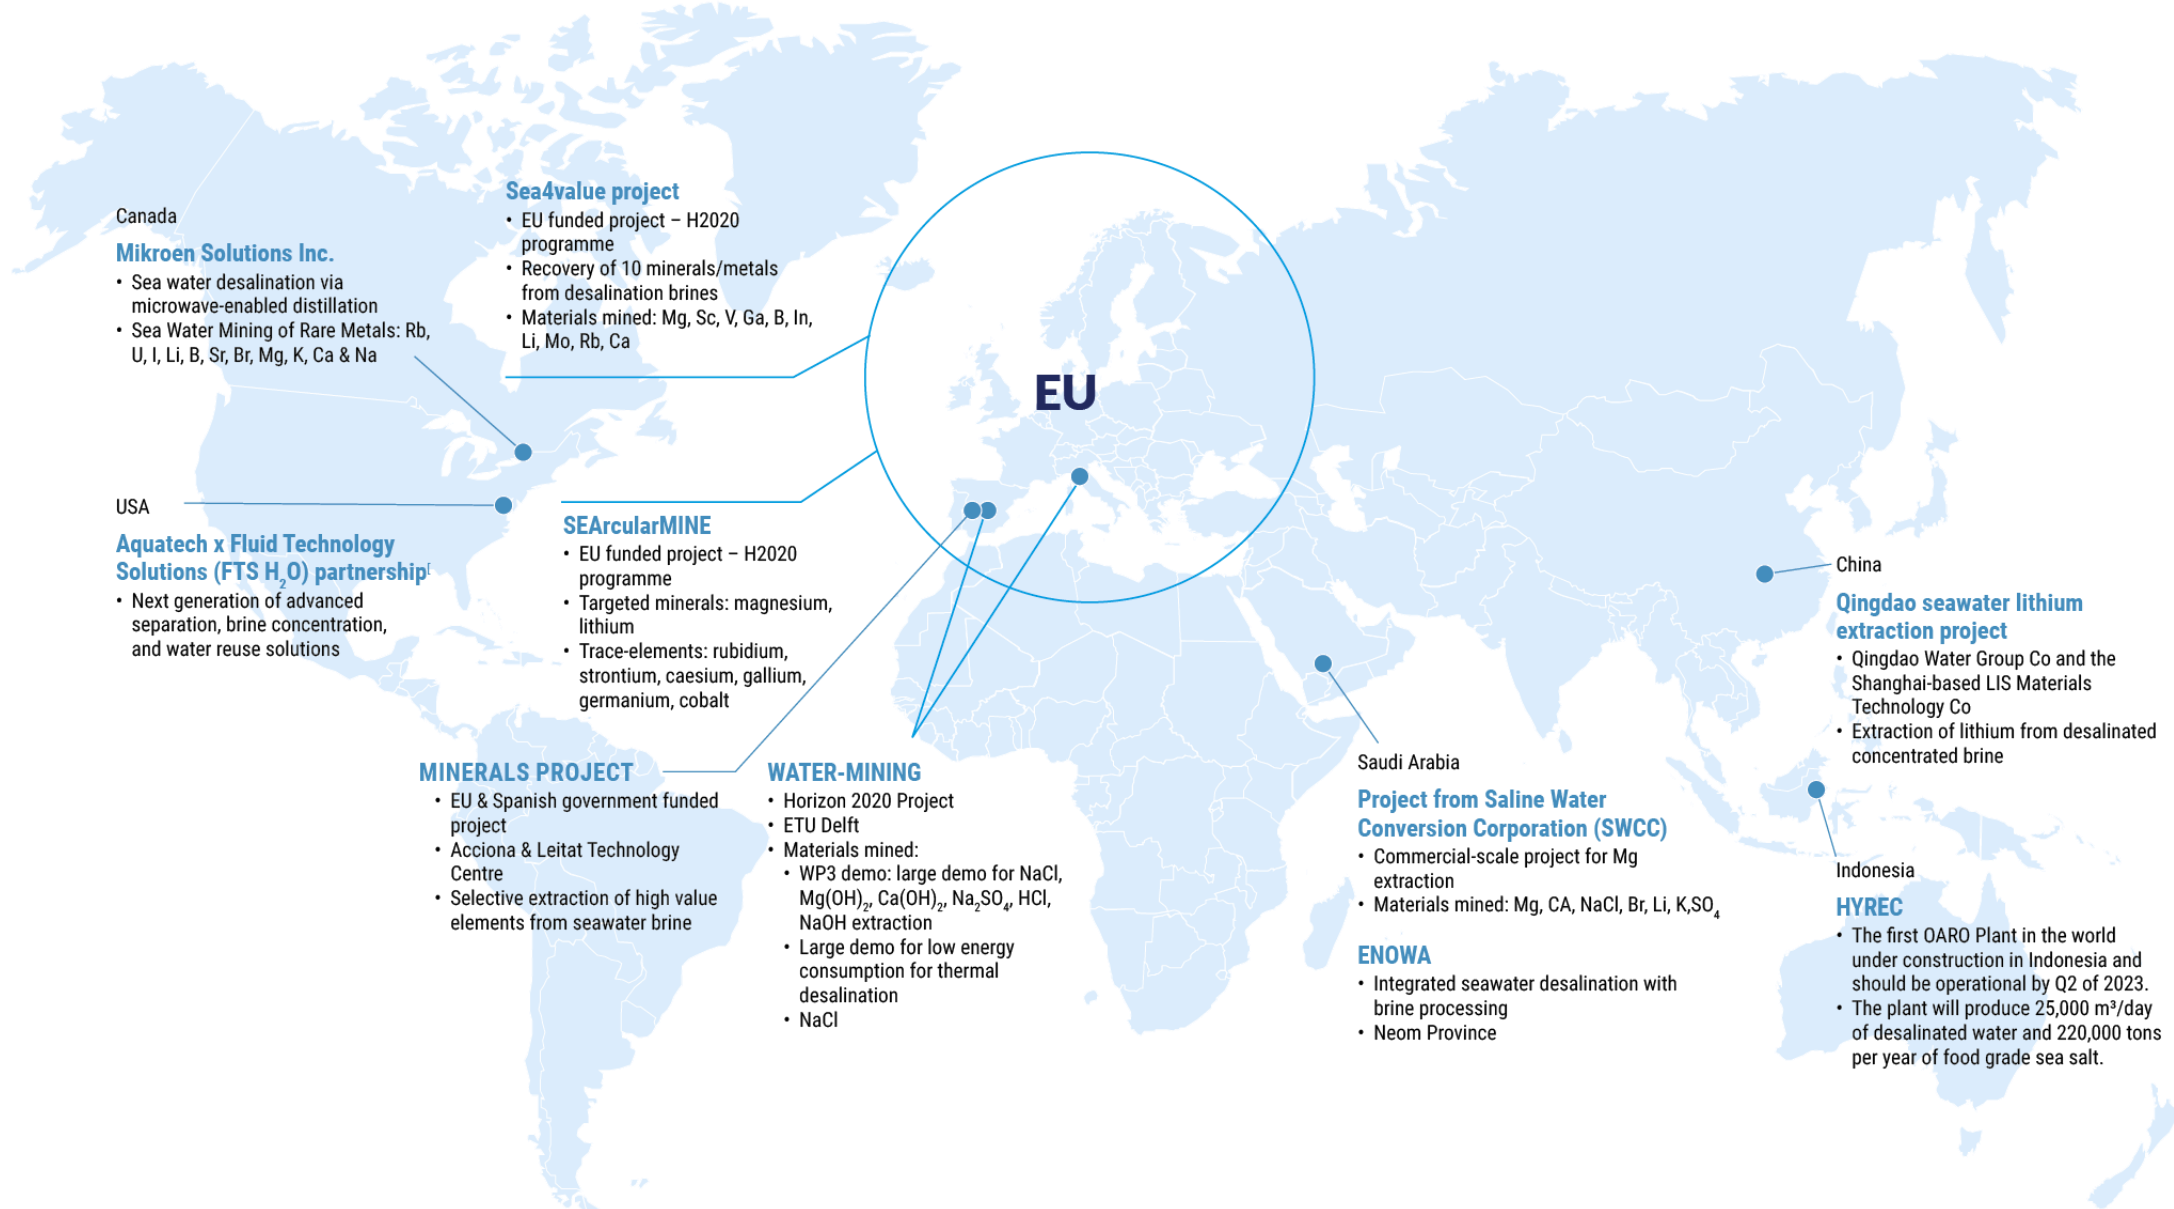 Canada
Mikroen Solutions Inc.
• Sea water desalination via
microwave-enabled distillation
• Sea Water Mining of Rare Metals: Rb,
U, I, Li, B, Sr, Br, Mg, K, Ca & Na
Sea4value project
• EU funded project – H2020
programme
• Recovery of 10 minerals/metals
from desalination brines
• Materials mined: Mg, Sc, V, Ga, B, In,
Li, Mo, Rb, Ca
EU
USA
Aquatech x Fluid Technology
Solutions (FTS H₂O) partnership[
• Next generation of advanced
separation, brine concentration,
and water reuse solutions
SEArcularMINE
• EU funded project – H2020
programme
• Targeted minerals: magnesium,
lithium
• Trace-elements: rubidium,
strontium, caesium, gallium,
germanium, cobalt
MINERALS PROJECT
• EU & Spanish government funded
project
• Acciona & Leitat Technology
Centre
• Selective extraction of high value
elements from seawater brine
WATER-MINING
• Horizon 2020 Project
• ETU Delft
• Materials mined:
• WP3 demo: large demo for NaCl,
Mg(OH)₂, Ca(OH)₂, Na₂SO₄, HCl,
NaOH extraction
• Large demo for low energy
consumption for thermal
desalination
• NaCl
Saudi Arabia
Project from Saline Water
Conversion Corporation (SWCC)
• Commercial-scale project for Mg
extraction
• Materials mined: Mg, CA, NaCl, Br, Li, K,SO₄
ENOWA
• Integrated seawater desalination with
brine processing
• Neom Province
China
Qingdao seawater lithium
extraction project
• Qingdao Water Group Co and the
Shanghai-based LIS Materials
Technology Co
• Extraction of lithium from desalinated
concentrated brine
Indonesia
HYREC
• The first OARO Plant in the world
under construction in Indonesia and
should be operational by Q2 of 2023.
• The plant will produce 25,000 m³/day
of desalinated water and 220,000 tons
per year of food grade sea salt.